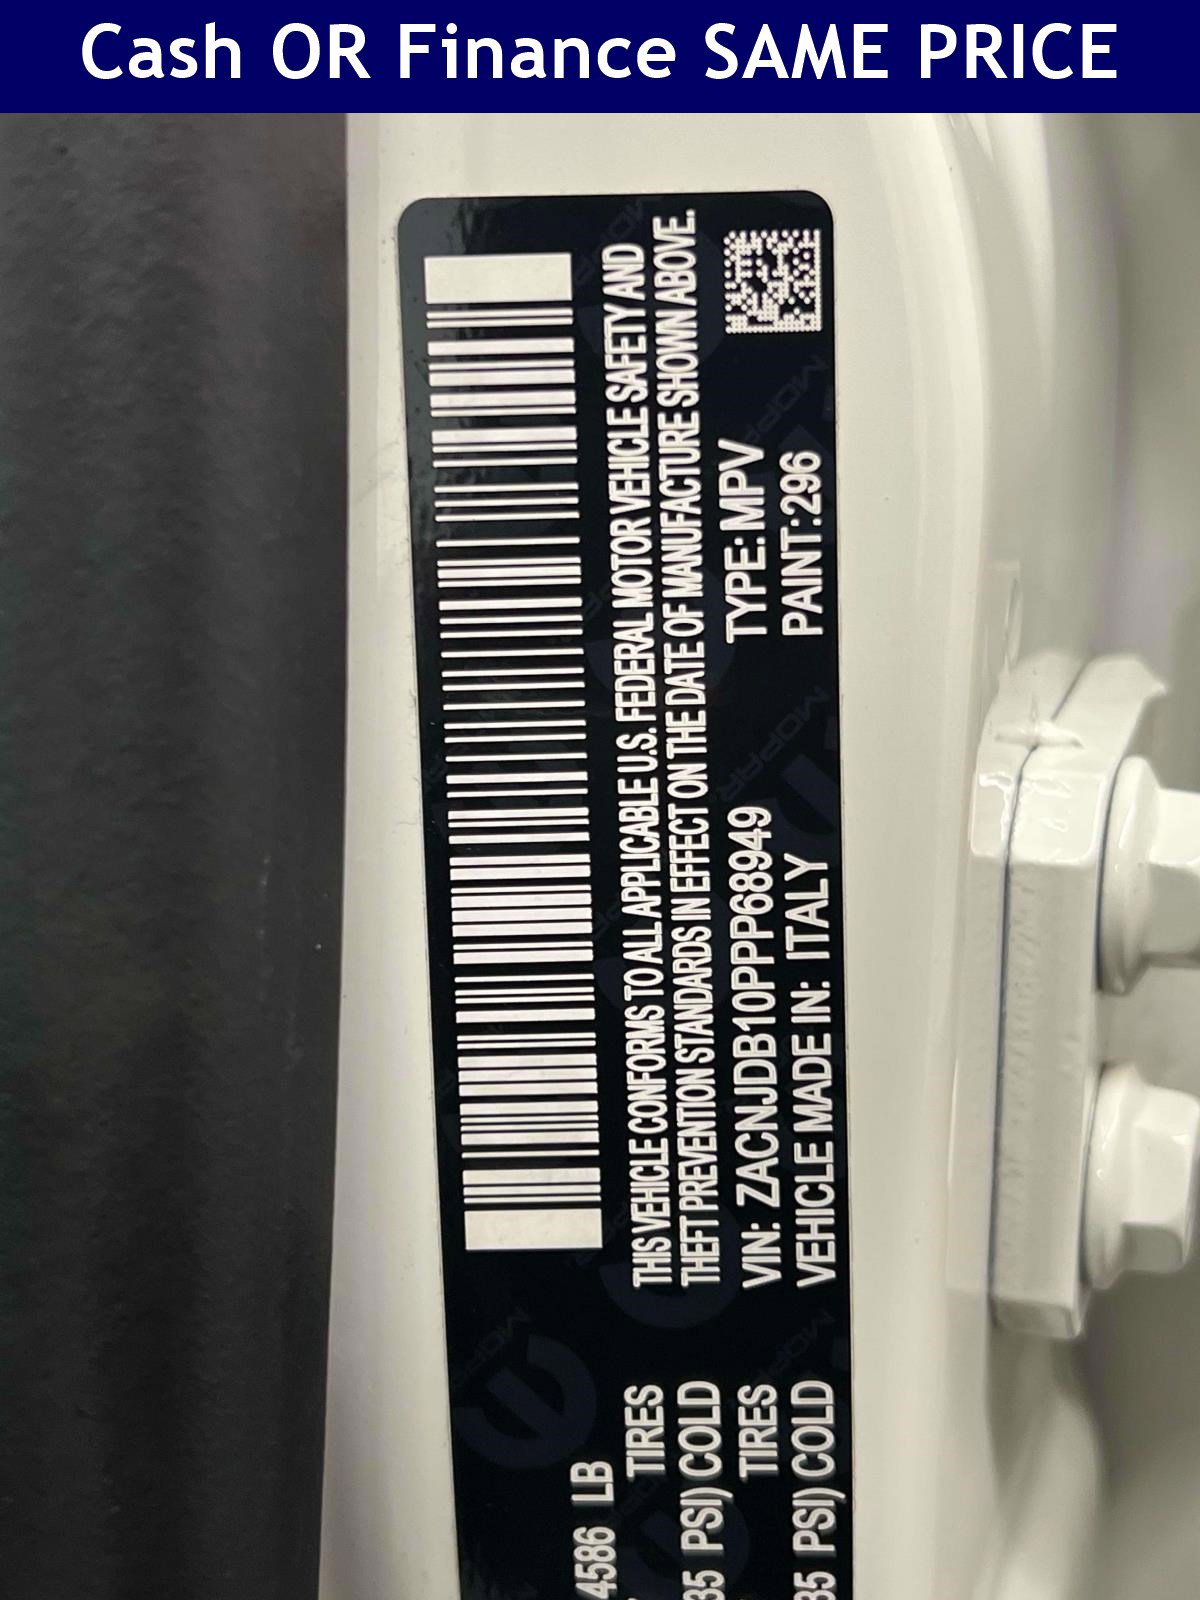 Cash OR Finance SAME PRICE
4586 LB
THIS VEHICLE CONFORMS TO ALL APPLICABLE U.S. FEDERAL MOTOR VEHICLE SAFETY AND
TIRES
THEFT PREVENTION STANDARDS IN EFFECT ON THE DATE OF MANUFACTURE SHOWN ABOVE.
35 PSI) COLD
VIN: ZACNJDB10PPP68949 TYPE: MPV
TIRES
VEHICLE MADE IN: ITALY PAINT:296
35 PSI) COLD
MOPAR